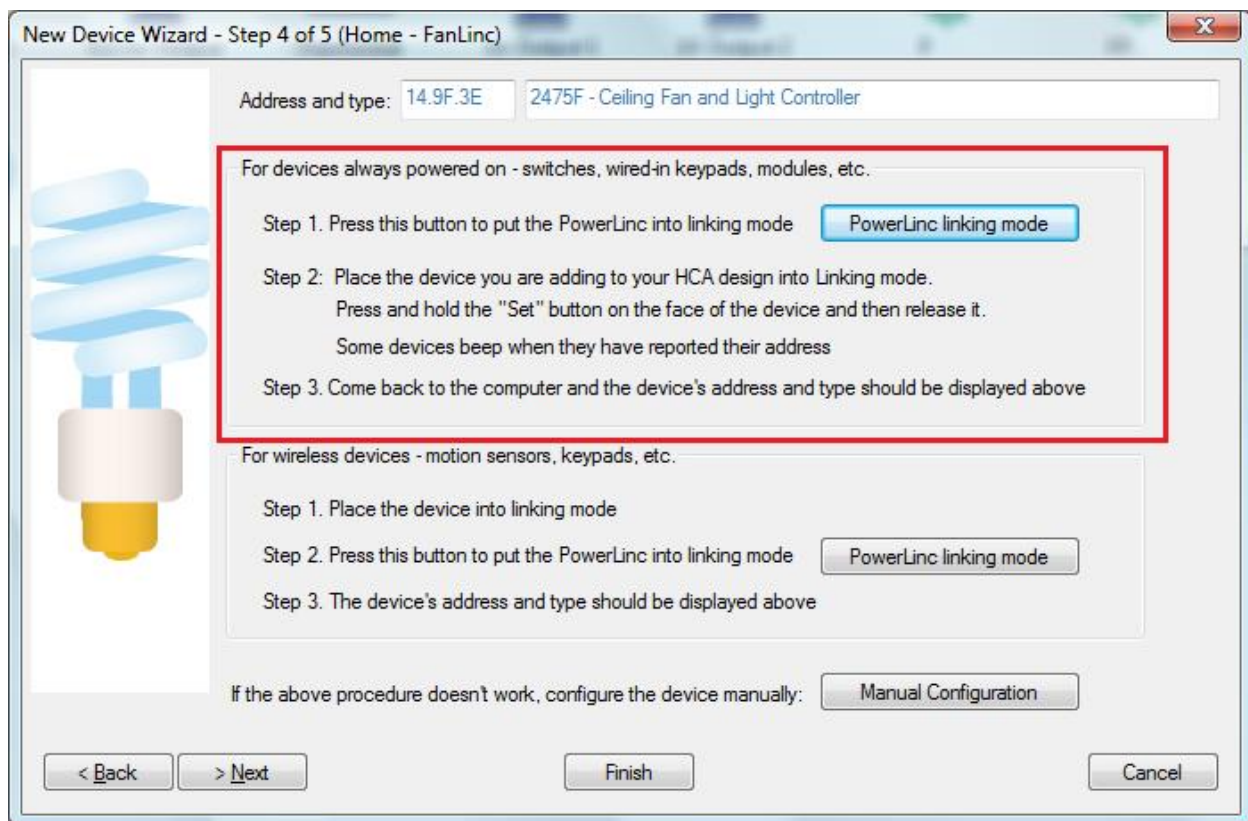 New Device Wizard - Step 4 of 5 (Home - FanLinc)
Address and type: 14.9F.3E 2475F - Ceiling Fan and Light Controller
For devices always powered on - switches, wired-in keypads, modules, etc.
Step 1. Press this button to put the PowerLinc into linking mode PowerLinc linking mode
Step 2: Place the device you are adding to your HCA design into Linking mode.
Press and hold the "Set" button on the face of the device and then release it.
Some devices beep when they have reported their address
Step 3. Come back to the computer and the device's address and type should be displayed above
For wireless devices - motion sensors, keypads, etc.
Step 1. Place the device into linking mode
Step 2. Press this button to put the PowerLinc into linking mode PowerLinc linking mode
Step 3. The device's address and type should be displayed above
If the above procedure doesn't work, configure the device manually: Manual Configuration
< Back > Next Finish Cancel